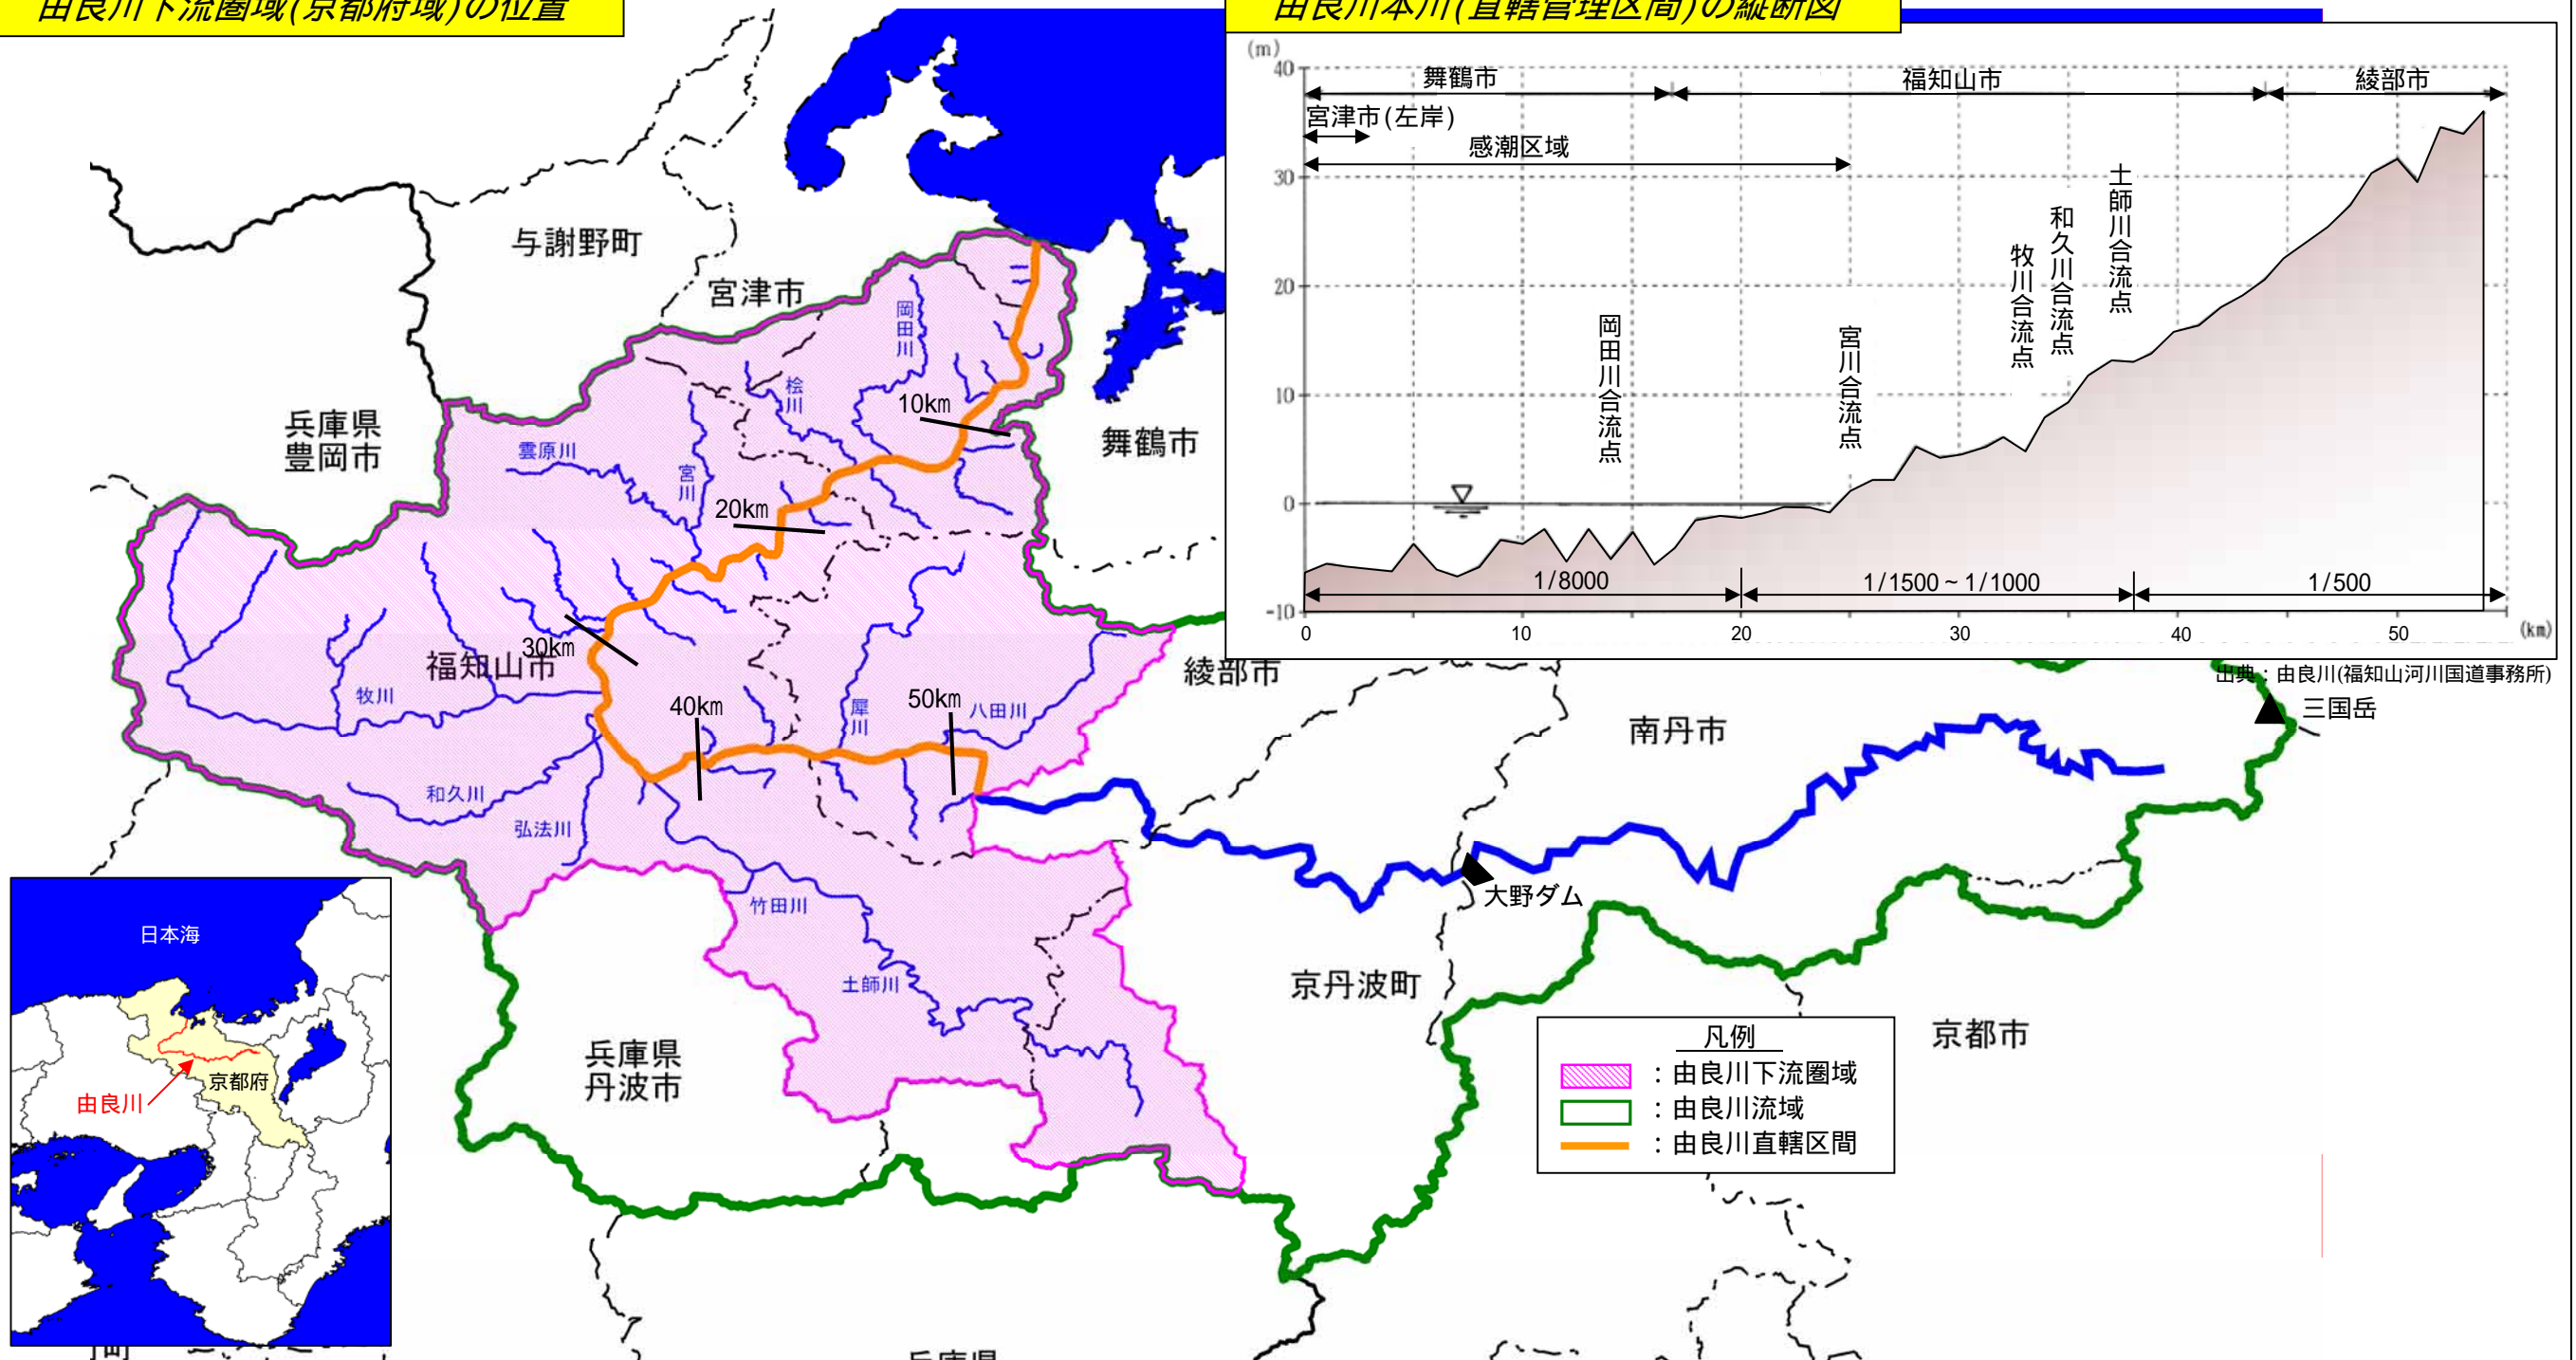 由良川下流圏域(京都府域)の位置
由良川本川(直轄管理区間)の縦断図
(m)
40
30
20
10
0
-10
舞鶴市
福知山市
綾部市
宮津市(左岸)
感潮区域
岡田川合流点
宮川合流点
牧川合流点
和久川合流点
土師川合流点
1/8000
1/1500~1/1000
1/500
0
10
20
30
40
50
(km)
出典：由良川(福知山河川国道事務所)
与謝野町
宮津市
兵庫県
豊岡市
舞鶴市
岡田川
桧川
雲原川
宮川
10km
20km
30km
福知山市
牧川
40km
50km
犀川
八田川
綾部市
和久川
弘法川
竹田川
土師川
南丹市
三国岳
大野ダム
京丹波町
京都市
兵庫県
丹波市
日本海
京都府
由良川
凡例
：由良川下流圏域
：由良川流域
：由良川直轄区間
兵庫県